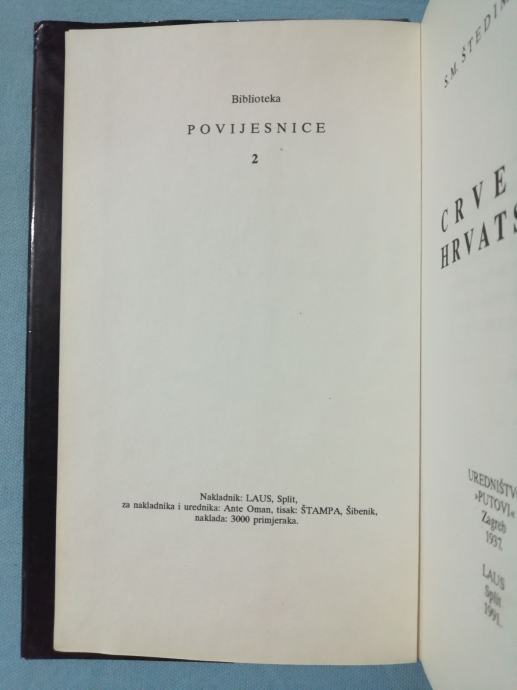 Biblioteka
POVIJESNICE
2
Nakladnik: LAUS, Split,
za nakladnika i urednika: Ante Oman, tisak: ŠTAMPA, Šibenik,
naklada: 3000 primjeraka.
S.M.
CRVE
HRVATS
UREDNIŠTVO
»PUTOVI«
Zagreb
1937.
LAUS
Split
1991.